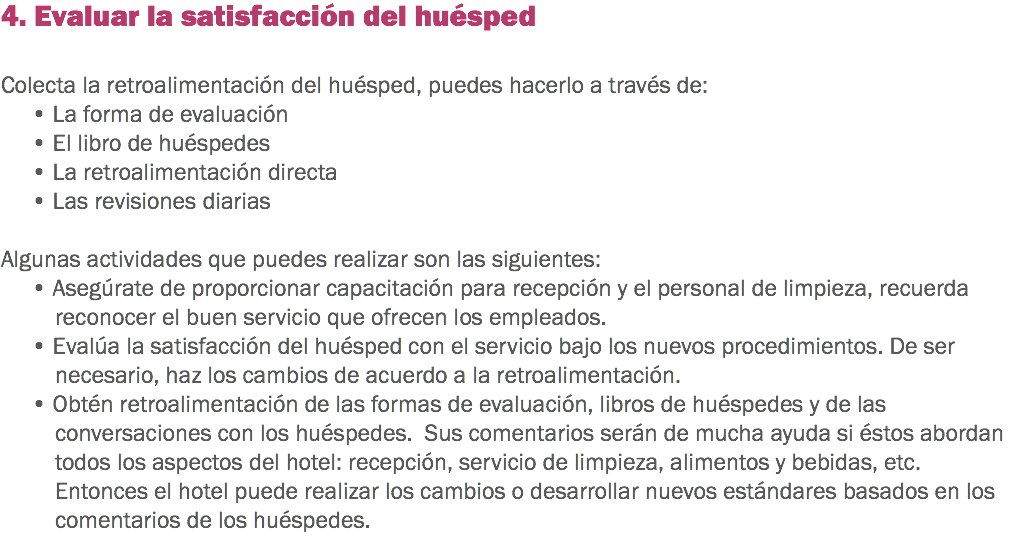 4. Evaluar la satisfacción del huésped
Colecta la retroalimentación del huésped, puedes hacerlo a través de:
• La forma de evaluación
• El libro de huéspedes
• La retroalimentación directa
• Las revisiones diarias
Algunas actividades que puedes realizar son las siguientes:
• Asegúrate de proporcionar capacitación para recepción y el personal de limpieza, recuerda
reconocer el buen servicio que ofrecen los empleados.
• Evalúa la satisfacción del huésped con el servicio bajo los nuevos procedimientos. De ser
necesario, haz los cambios de acuerdo a la retroalimentación.
• Obtén retroalimentación de las formas de evaluación, libros de huéspedes y de las
conversaciones con los huéspedes.  Sus comentarios serán de mucha ayuda si éstos abordan
todos los aspectos del hotel: recepción, servicio de limpieza, alimentos y bebidas, etc.
Entonces el hotel puede realizar los cambios o desarrollar nuevos estándares basados en los
comentarios de los huéspedes.